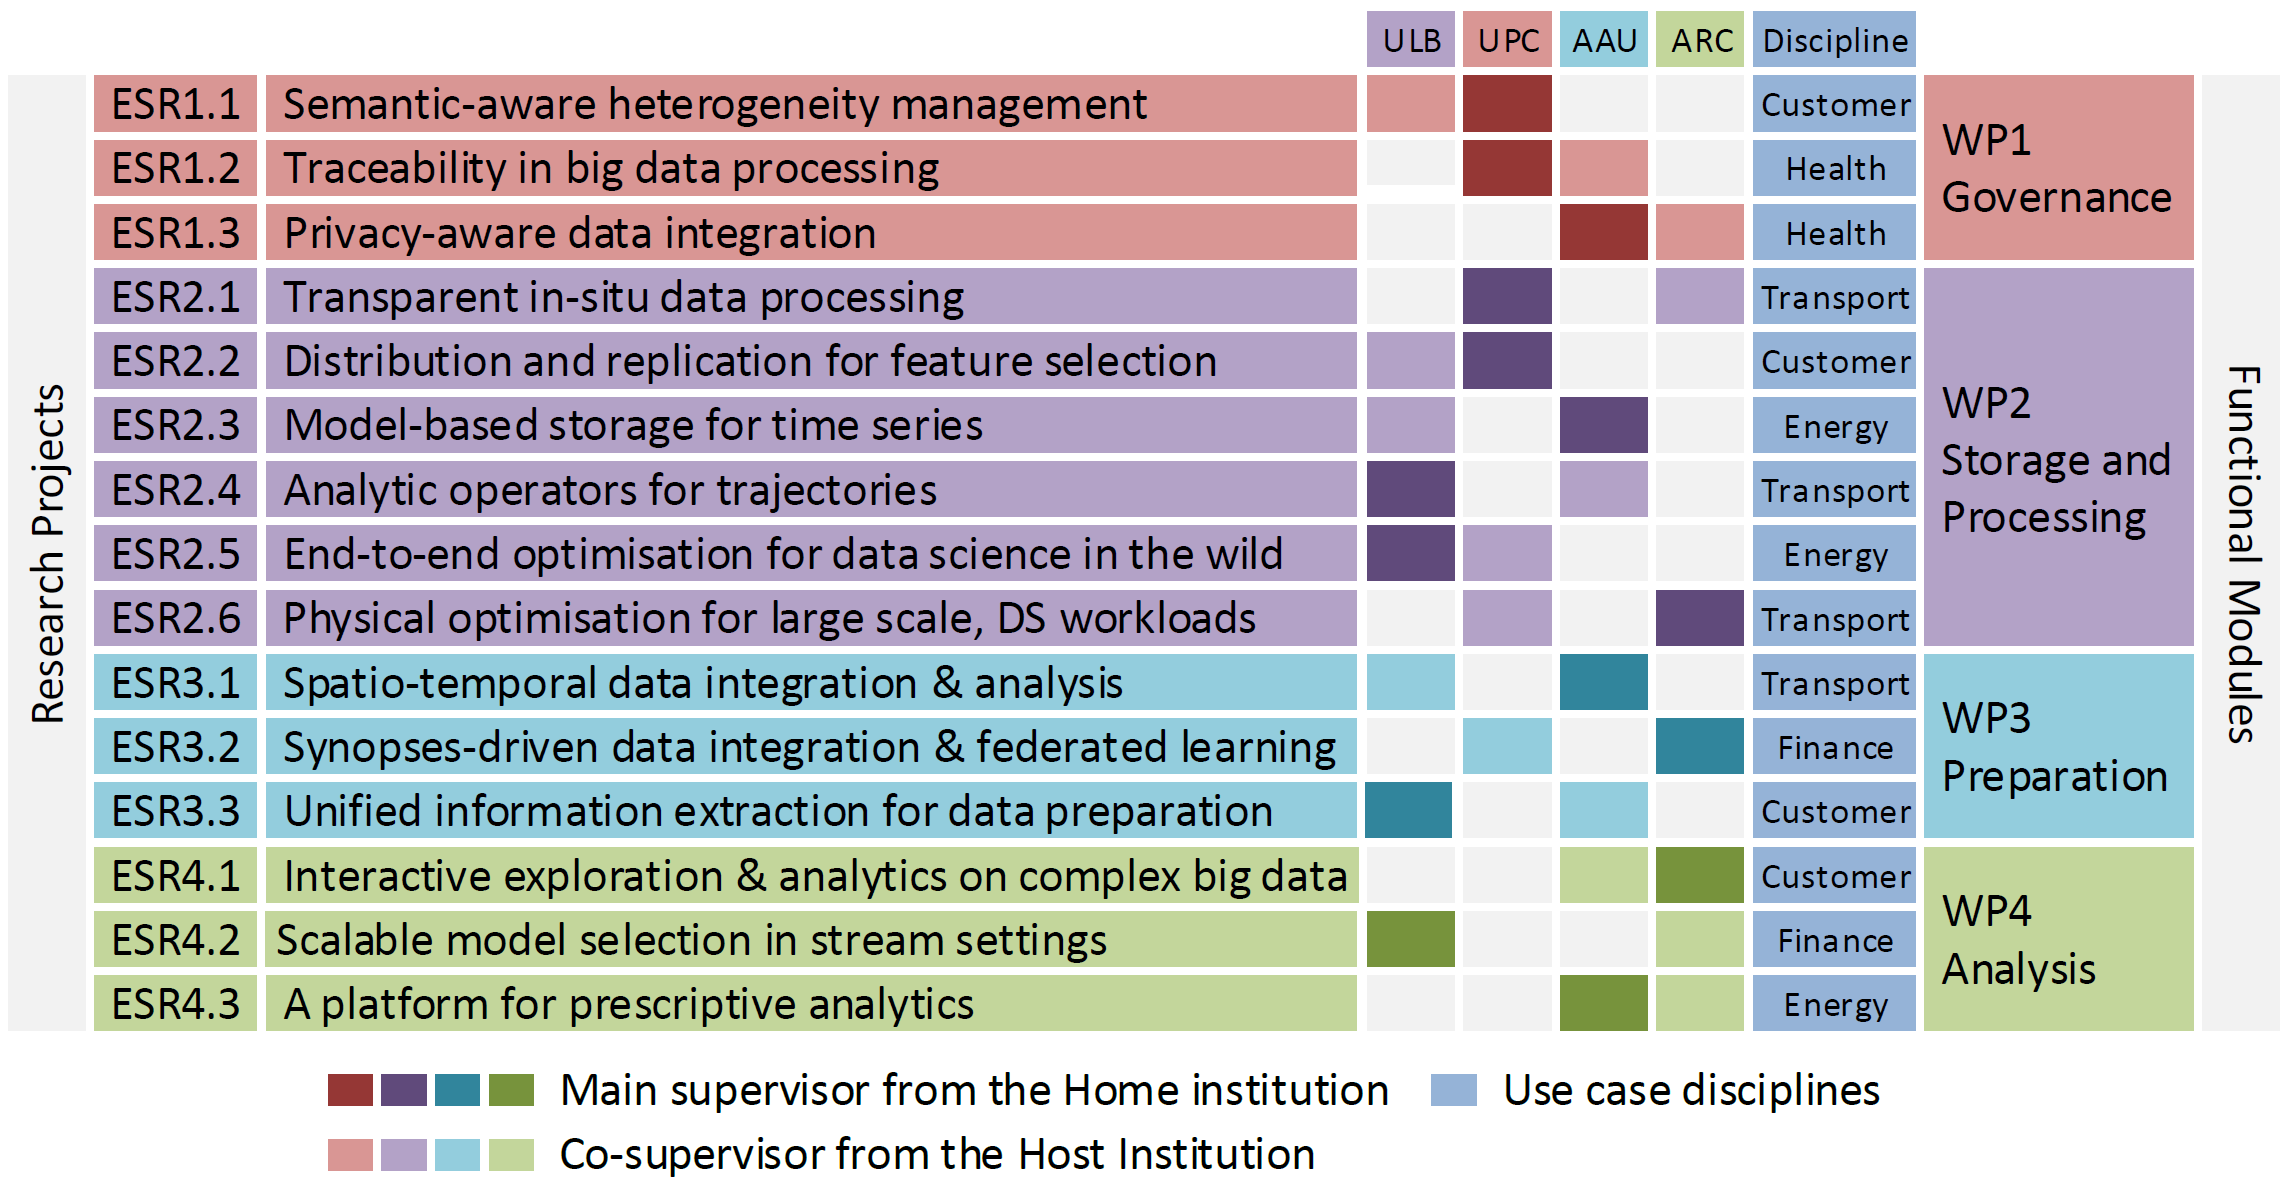 ULB UPC AAU ARC Discipline
Research Projects
ESR1.1 Semantic-aware heterogeneity management Customer
ESR1.2 Traceability in big data processing Health
ESR1.3 Privacy-aware data integration Health
WP1
Governance
ESR2.1 Transparent in-situ data processing Transport
ESR2.2 Distribution and replication for feature selection Customer
ESR2.3 Model-based storage for time series Energy
ESR2.4 Analytic operators for trajectories Transport
ESR2.5 End-to-end optimisation for data science in the wild Energy
ESR2.6 Physical optimisation for large scale, DS workloads Transport
WP2
Storage and
Processing
ESR3.1 Spatio-temporal data integration & analysis Transport
ESR3.2 Synopses-driven data integration & federated learning Finance
ESR3.3 Unified information extraction for data preparation Customer
WP3
Preparation
ESR4.1 Interactive exploration & analytics on complex big data Customer
ESR4.2 Scalable model selection in stream settings Finance
ESR4.3 A platform for prescriptive analytics Energy
WP4
Analysis
Functional Modules
Main supervisor from the Home institution Use case disciplines
Co-supervisor from the Host Institution